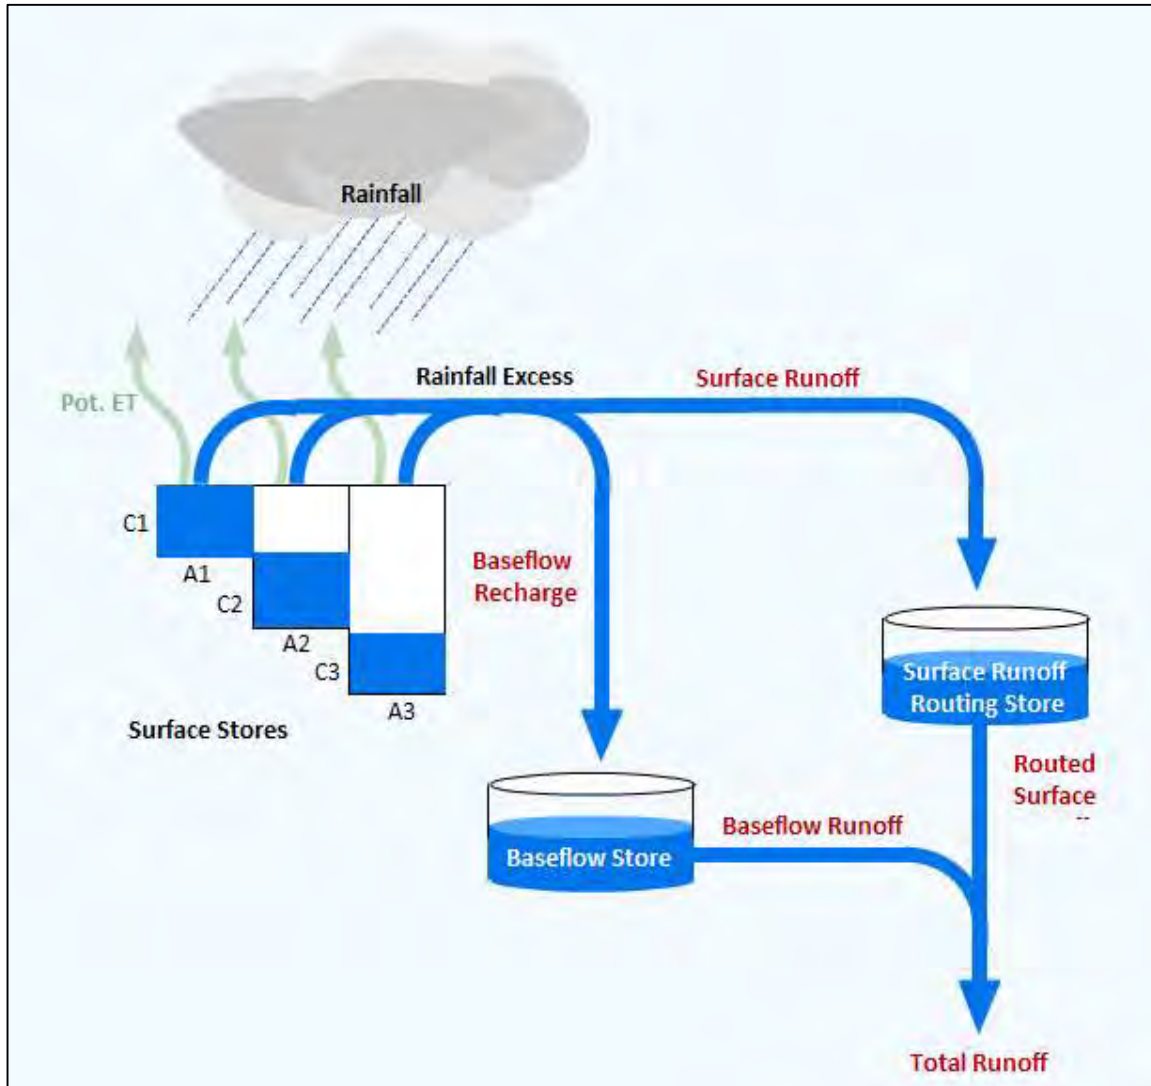 Rainfall
Rainfall Excess
Surface Runoff
Pot. ET
C1
A1
C2
A2
C3
A3
Surface Stores
Baseflow
Recharge
Surface Runoff
Routing Store
Routed
Surface
Baseflow Runoff
Baseflow Store
Total Runoff